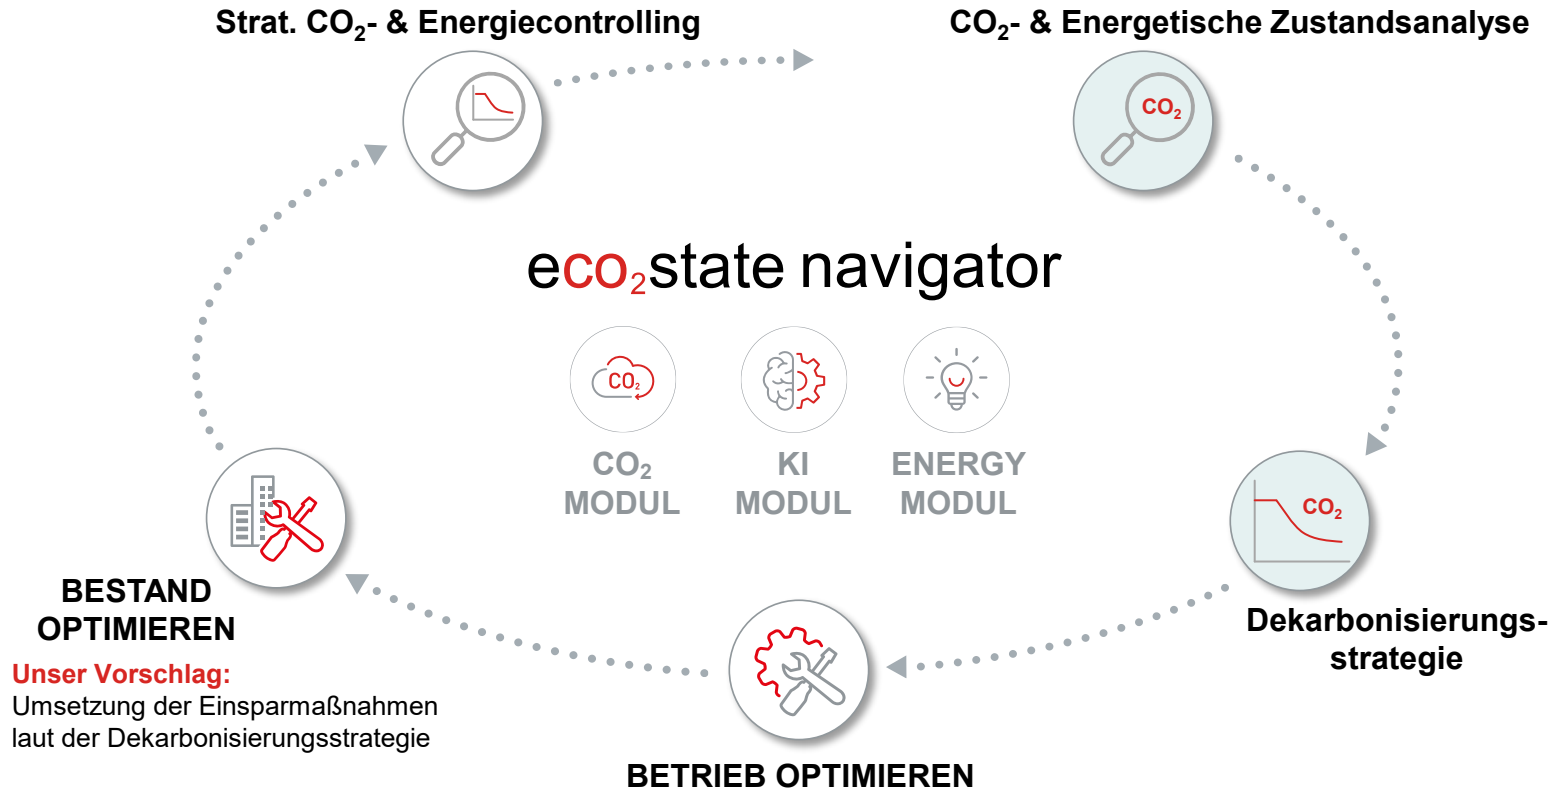 Strat. CO₂- & Energiecontrolling
CO₂- & Energetische Zustandsanalyse
CO₂
eco₂state navigator
CO₂
CO₂
MODUL
KI
MODUL
ENERGY
MODUL
CO₂
Dekarbonisierungs-
strategie
BESTAND
OPTIMIEREN
Unser Vorschlag:
Umsetzung der Einsparmaßnahmen
laut der Dekarbonisierungsstrategie
BETRIEB OPTIMIEREN